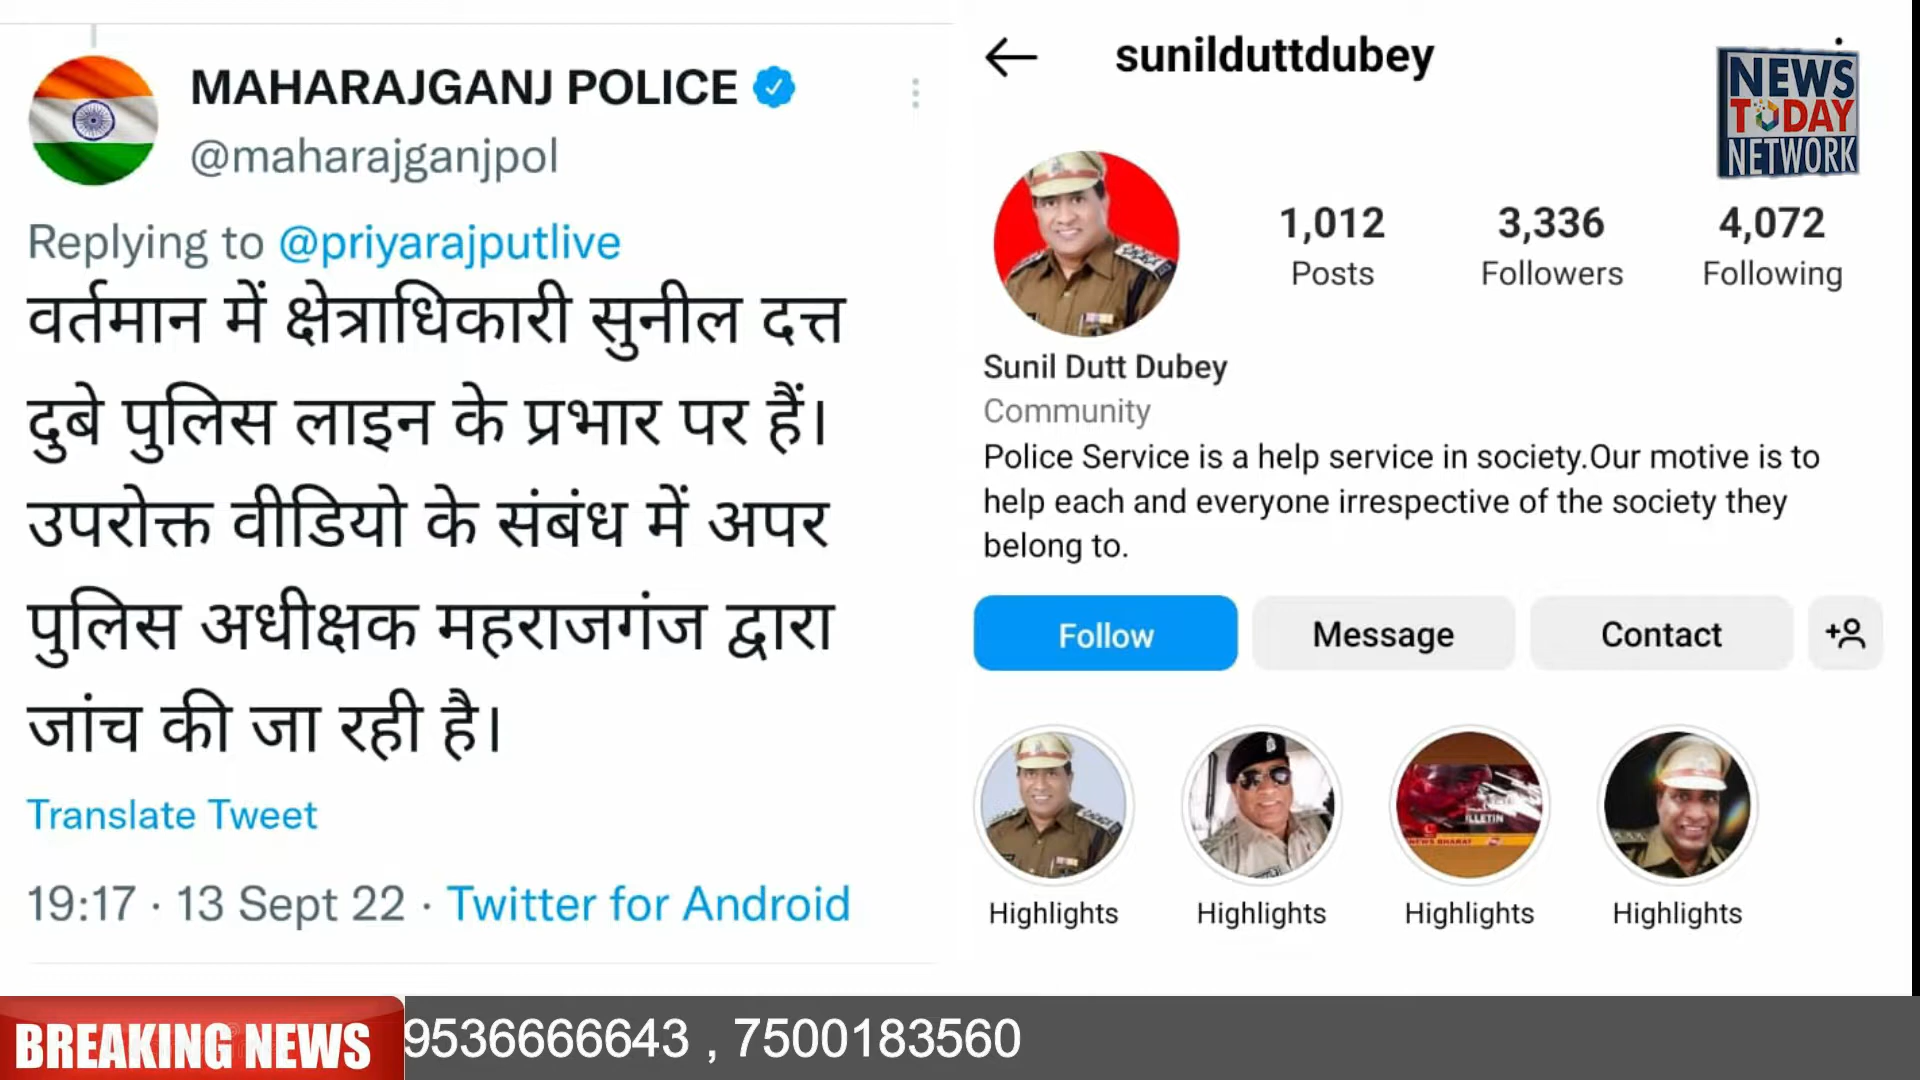 MAHARAJGANJ POLICE
@maharajganjpol
Replying to @priyarajputlive
वर्तमान में क्षेत्राधिकारी सुनील दत्त
दुबे पुलिस लाइन के प्रभार पर हैं।
उपरोक्त वीडियो के संबंध में अपर
पुलिस अधीक्षक महराजगंज द्वारा
जांच की जा रही है।
Translate Tweet
19:17 · 13 Sept 22 · Twitter for Android
sunilduttdubey
NEWS
TODAY
NETWORK
1,012 3,336 4,072
Posts Followers Following
Sunil Dutt Dubey
Community
Police Service is a help service in society.Our motive is to
help each and everyone irrespective of the society they
belong to.
Follow Message Contact
LLETIN
NEWS BHARAT
Highlights Highlights Highlights Highlights
BREAKING NEWS 9536666643 , 7500183560